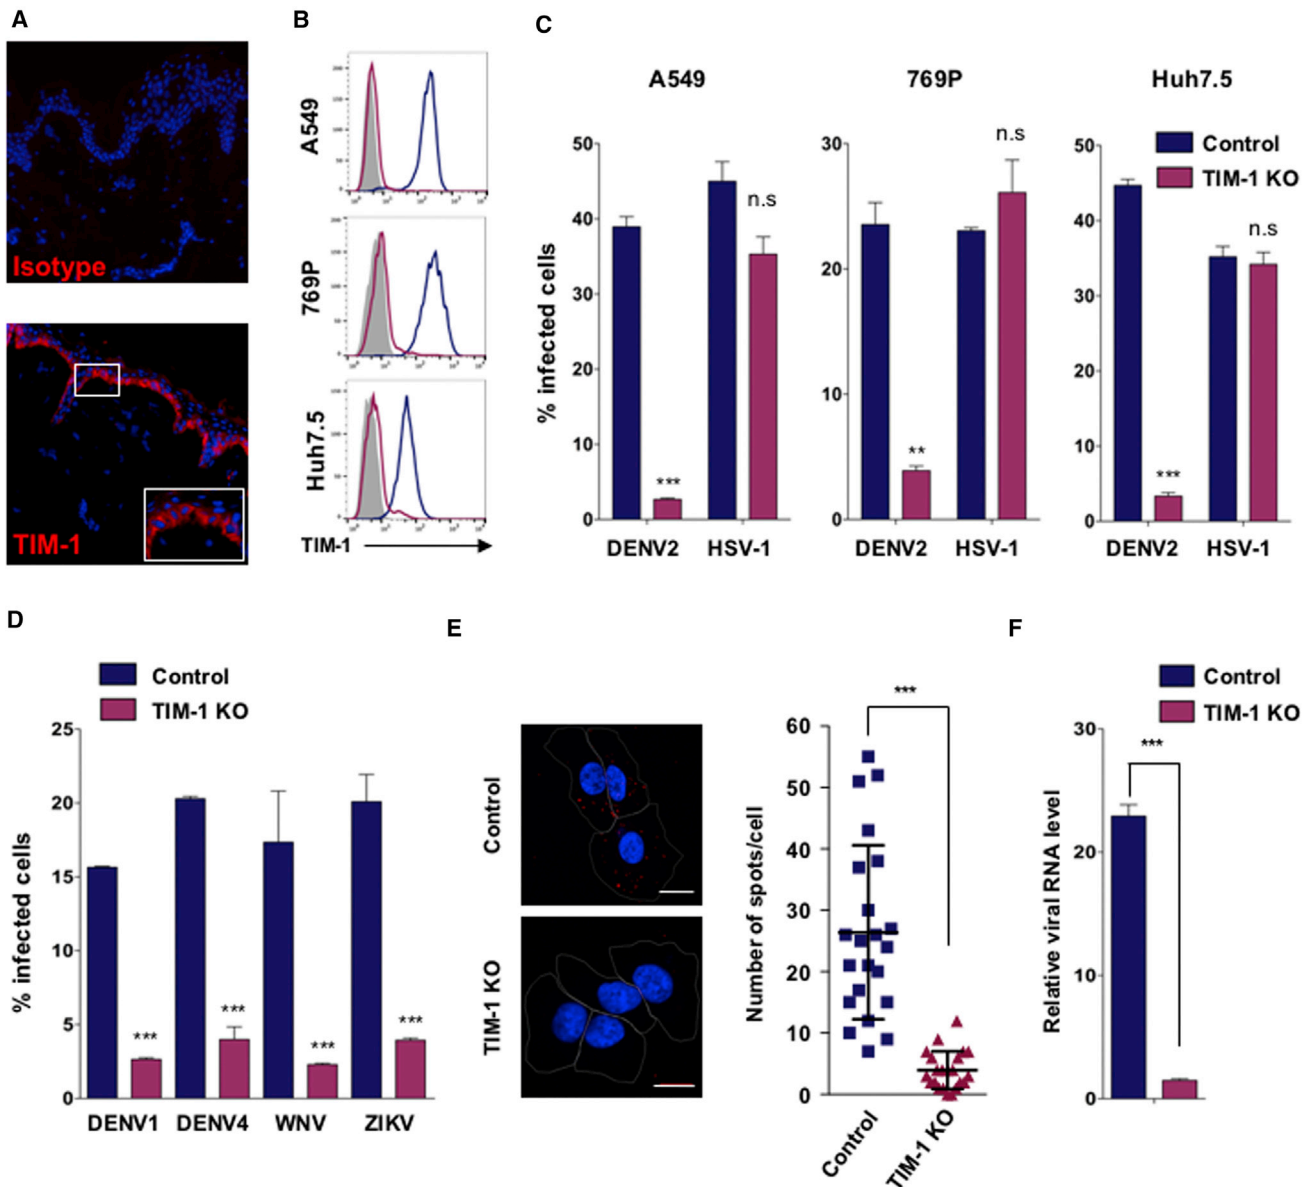 A
Isotype
TIM-1
B
A549
769P
Huh7.5
TIM-1
C
A549
769P
Huh7.5
% infected cells
50
40
30
20
10
0
***
n.s
DENV2
HSV-1
30
20
10
0
**
n.s
DENV2
HSV-1
Control
TIM-1 KO
50
40
30
20
10
0
***
n.s
DENV2
HSV-1
D
Control
TIM-1 KO
% infected cells
25
20
15
10
5
0
***
***
***
***
DENV1
DENV4
WNV
ZIKV
E
Control
TIM-1 KO
Number of spots/cell
60
50
40
30
20
10
0
***
Control
TIM-1 KO
F
Control
TIM-1 KO
Relative viral RNA level
30
20
10
0
***